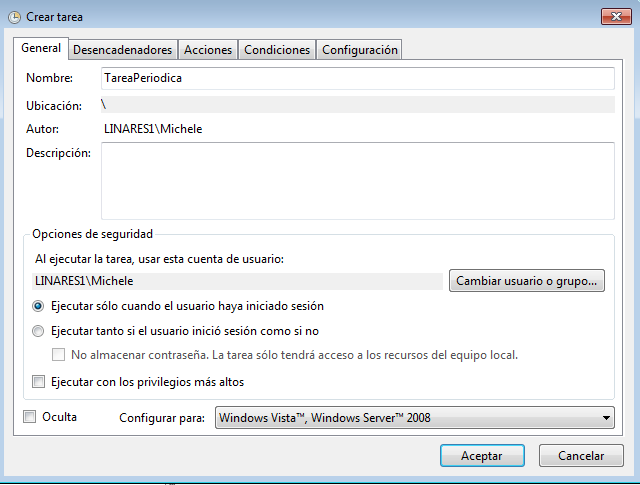 Crear tarea
General Desencadenadores Acciones Condiciones Configuración
Nombre: TareaPeriodica
Ubicación: \
Autor: LINARES1\Michele
Descripción:
Opciones de seguridad
Al ejecutar la tarea, usar esta cuenta de usuario:
LINARES1\Michele Cambiar usuario o grupo...
Ejecutar sólo cuando el usuario haya iniciado sesión
Ejecutar tanto si el usuario inició sesión como si no
No almacenar contraseña. La tarea sólo tendrá acceso a los recursos del equipo local.
Ejecutar con los privilegios más altos
Oculta Configurar para: Windows Vista™, Windows Server™ 2008
Aceptar Cancelar